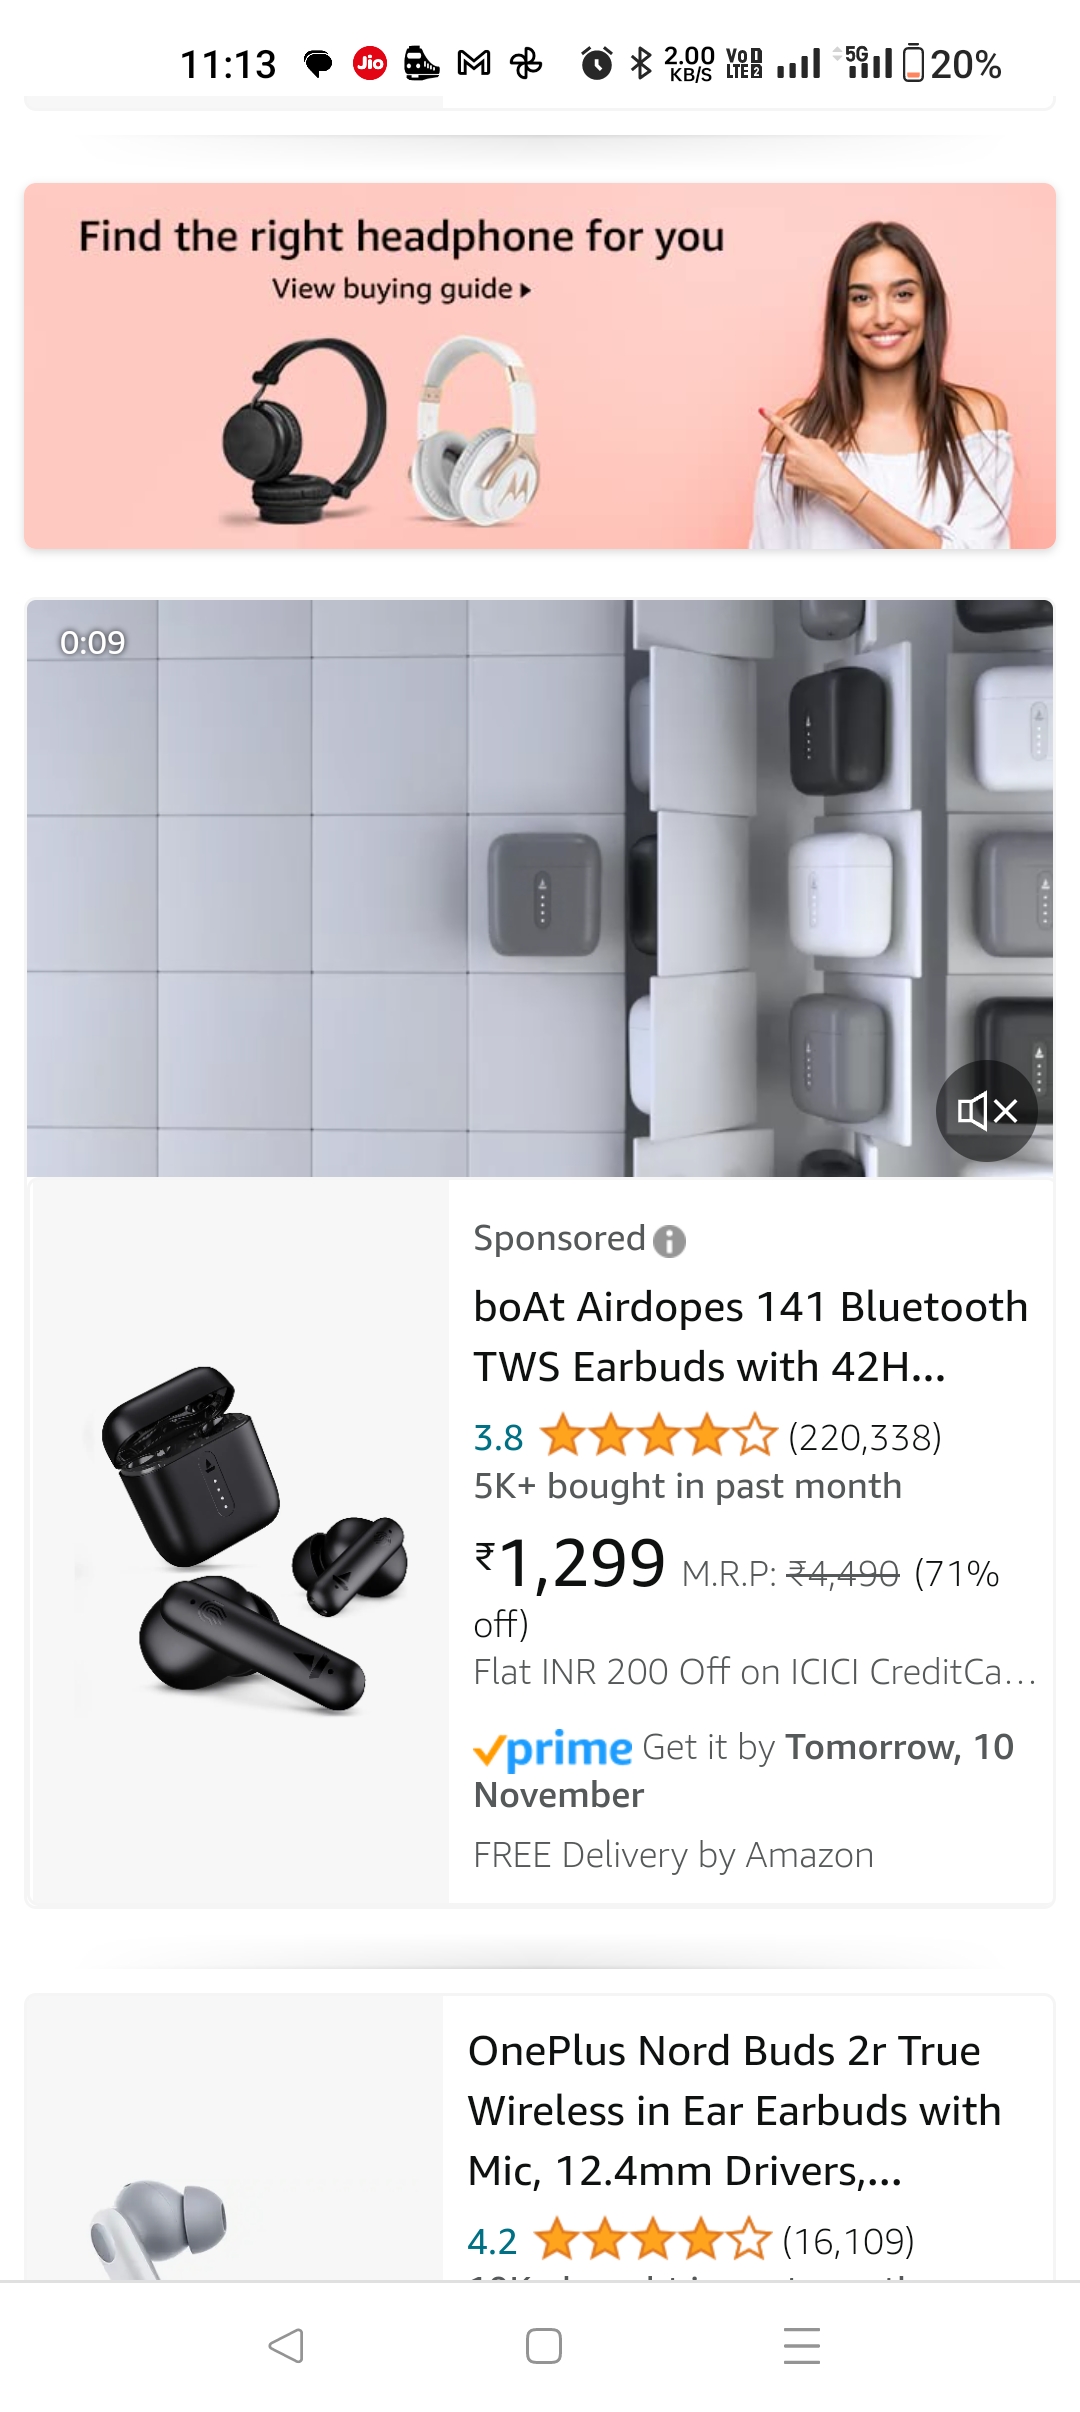 11:13 Jio 2.00 KB/S VoD LTE2 5G 20%
Find the right headphone for you
View buying guide ▸
0:09
Sponsored
boAt Airdopes 141 Bluetooth
TWS Earbuds with 42H...
3.8 (220,338)
5K+ bought in past month
₹1,299 M.R.P: ₹4,490 (71%
off)
Flat INR 200 Off on ICICI CreditCa...
prime Get it by Tomorrow, 10
November
FREE Delivery by Amazon
OnePlus Nord Buds 2r True
Wireless in Ear Earbuds with
Mic, 12.4mm Drivers,...
4.2 (16,109)